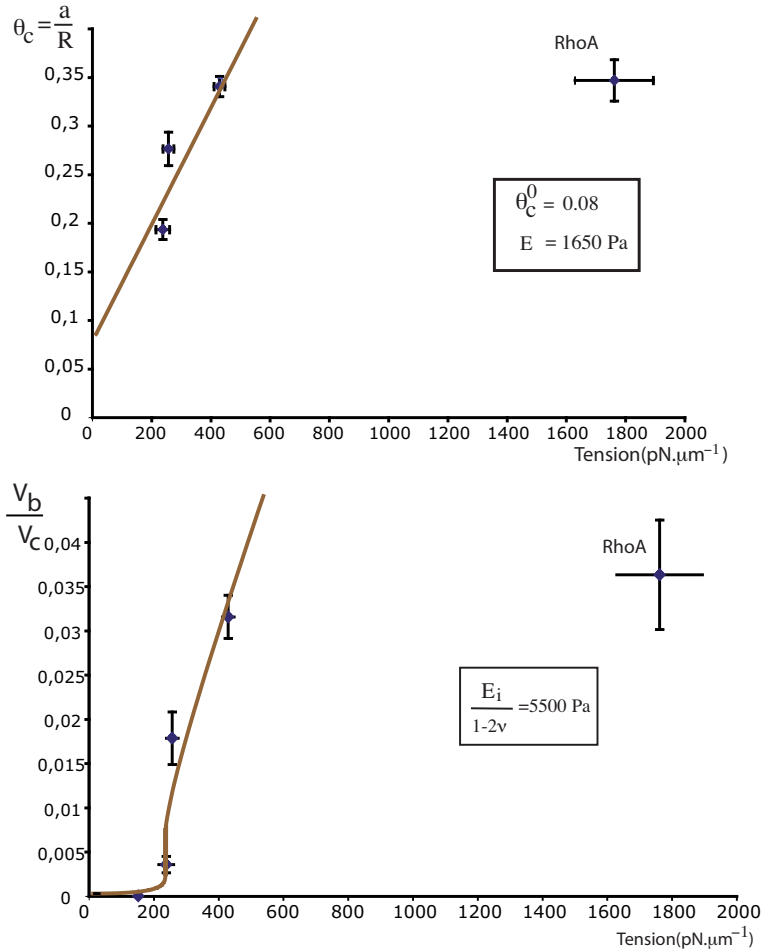 θc = a/R
0,35
0,3
0,25
0,2
0,15
0,1
0,05
0
RhoA
θc⁰ = 0.08
E = 1650 Pa
0 200 400 600 800 1000 1200 1400 1600 1800 2000
Tension(pN.µm⁻¹)
Vb/Vc
0,04
0,035
0,03
0,025
0,02
0,015
0,01
0,005
0
RhoA
Ei/1-2ν =5500 Pa
0 200 400 600 800 1000 1200 1400 1600 1800 2000
Tension(pN.µm⁻¹)